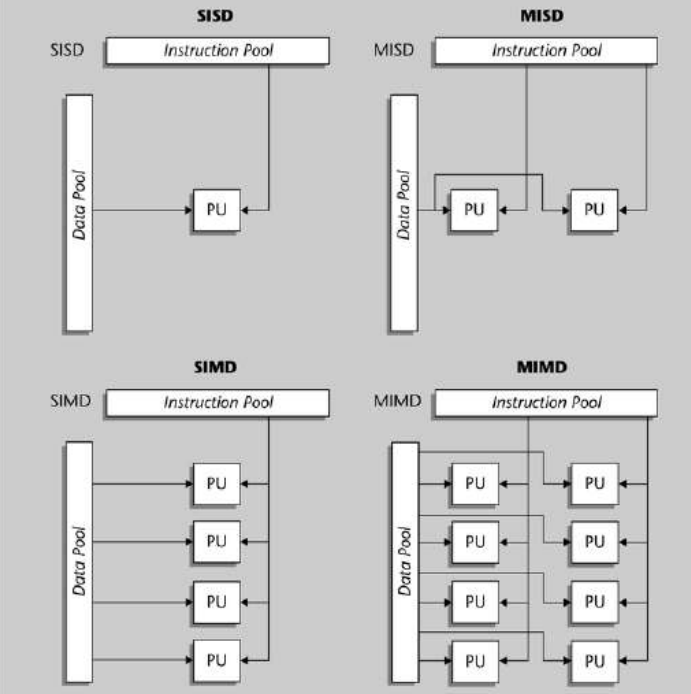 SISD
SISD
Instruction Pool
Data Pool
PU
MISD
MISD
Instruction Pool
Data Pool
PU
PU
SIMD
SIMD
Instruction Pool
Data Pool
PU
PU
PU
PU
MIMD
MIMD
Instruction Pool
Data Pool
PU
PU
PU
PU
PU
PU
PU
PU